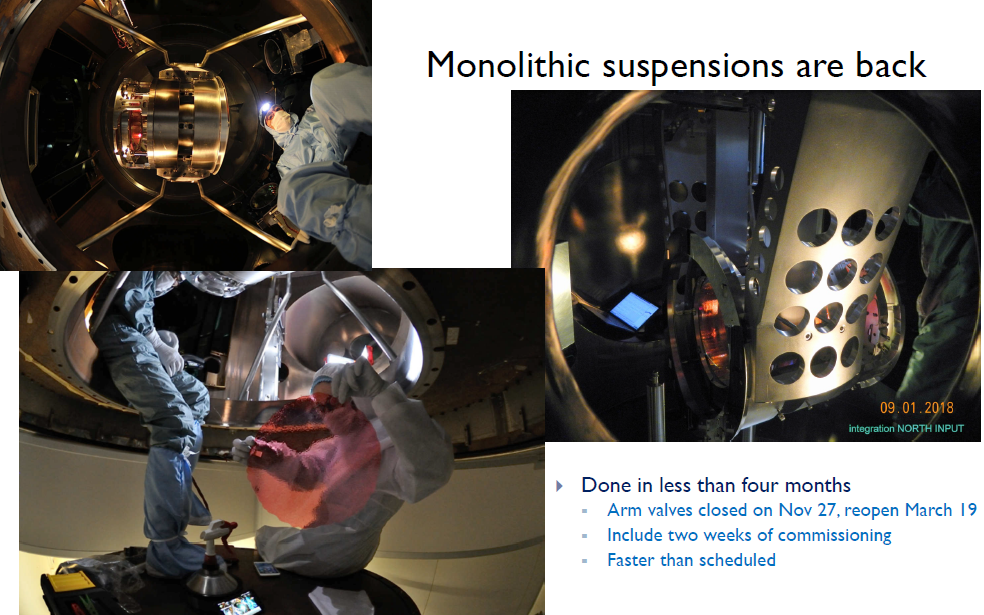 Monolithic suspensions are back
09.01.2018
integration NORTH INPUT
Done in less than four months
Arm valves closed on Nov 27, reopen March 19
Include two weeks of commissioning
Faster than scheduled